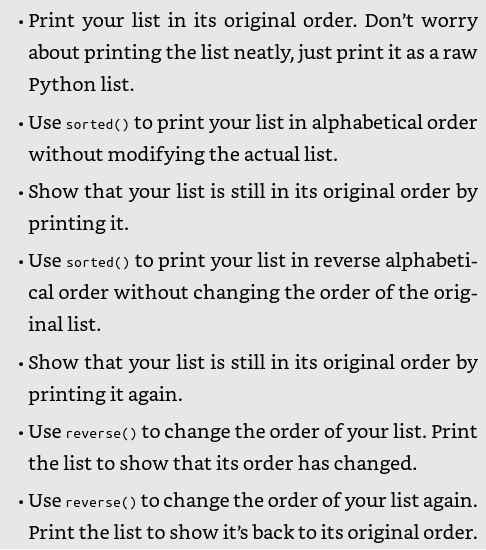 • Print your list in its original order. Don’t worry
about printing the list neatly, just print it as a raw
Python list.
• Use sorted() to print your list in alphabetical order
without modifying the actual list.
• Show that your list is still in its original order by
printing it.
• Use sorted() to print your list in reverse alphabeti-
cal order without changing the order of the orig-
inal list.
• Show that your list is still in its original order by
printing it again.
• Use reverse() to change the order of your list. Print
the list to show that its order has changed.
• Use reverse() to change the order of your list again.
Print the list to show it’s back to its original order.